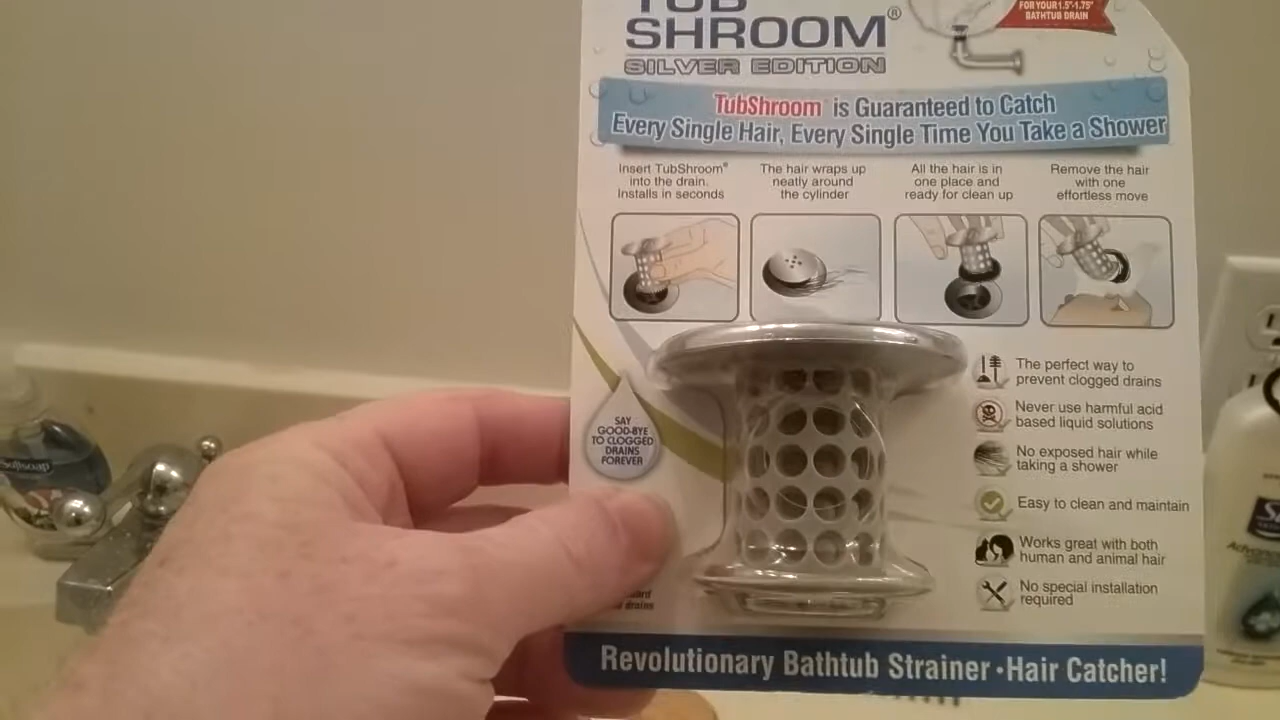 TUB
SHROOM®
SILVER EDITION
FOR YOUR 1.5"-1.75"
BATHTUB DRAIN
TubShroom® is Guaranteed to Catch
Every Single Hair, Every Single Time You Take a Shower
Insert TubShroom®
into the drain.
Installs in seconds
The hair wraps up
neatly around
the cylinder
All the hair is in
one place and
ready for clean up
Remove the hair
with one
effortless move
SAY
GOOD-BYE
TO CLOGGED
DRAINS
FOREVER
The perfect way to
prevent clogged drains
Never use harmful acid
based liquid solutions
No exposed hair while
taking a shower
Easy to clean and maintain
Works great with both
human and animal hair
No special installation
required
drains
Revolutionary Bathtub Strainer • Hair Catcher!
Softsoap